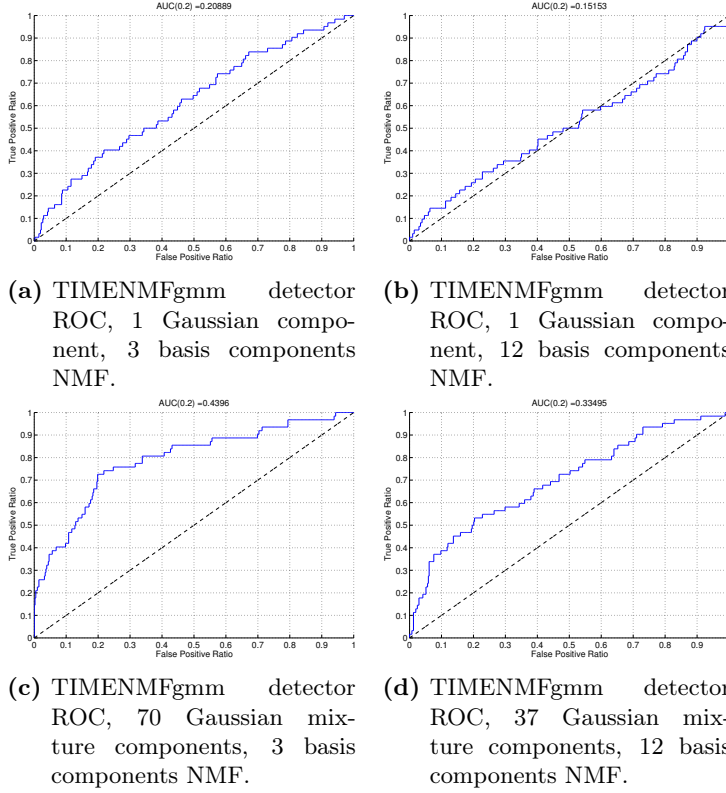 AUC(0.2) =0.20889
1
0.9
0.8
0.7
0.6
0.5
0.4
0.3
0.2
0.1
0
True Positive Ratio
0 0.1 0.2 0.3 0.4 0.5 0.6 0.7 0.8 0.9 1
False Positive Ratio
(a) TIMENMFgmm detector
ROC, 1 Gaussian compo-
nent, 3 basis components
NMF.
AUC(0.2) =0.15153
1
0.9
0.8
0.7
0.6
0.5
0.4
0.3
0.2
0.1
0
True Positive Ratio
0 0.1 0.2 0.3 0.4 0.5 0.6 0.7 0.8 0.9
False Positive Ratio
(b) TIMENMFgmm detector
ROC, 1 Gaussian compo-
nent, 12 basis components
NMF.
AUC(0.2) =0.4396
1
0.9
0.8
0.7
0.6
0.5
0.4
0.3
0.2
0.1
0
True Positive Ratio
0 0.1 0.2 0.3 0.4 0.5 0.6 0.7 0.8 0.9 1
False Positive Ratio
(c) TIMENMFgmm detector
ROC, 70 Gaussian mix-
ture components, 3 basis
components NMF.
AUC(0.2) =0.33495
1
0.9
0.8
0.7
0.6
0.5
0.4
0.3
0.2
0.1
0
True Positive Ratio
0 0.1 0.2 0.3 0.4 0.5 0.6 0.7 0.8 0.9
False Positive Ratio
(d) TIMENMFgmm detector
ROC, 37 Gaussian mix-
ture components, 12 basis
components NMF.